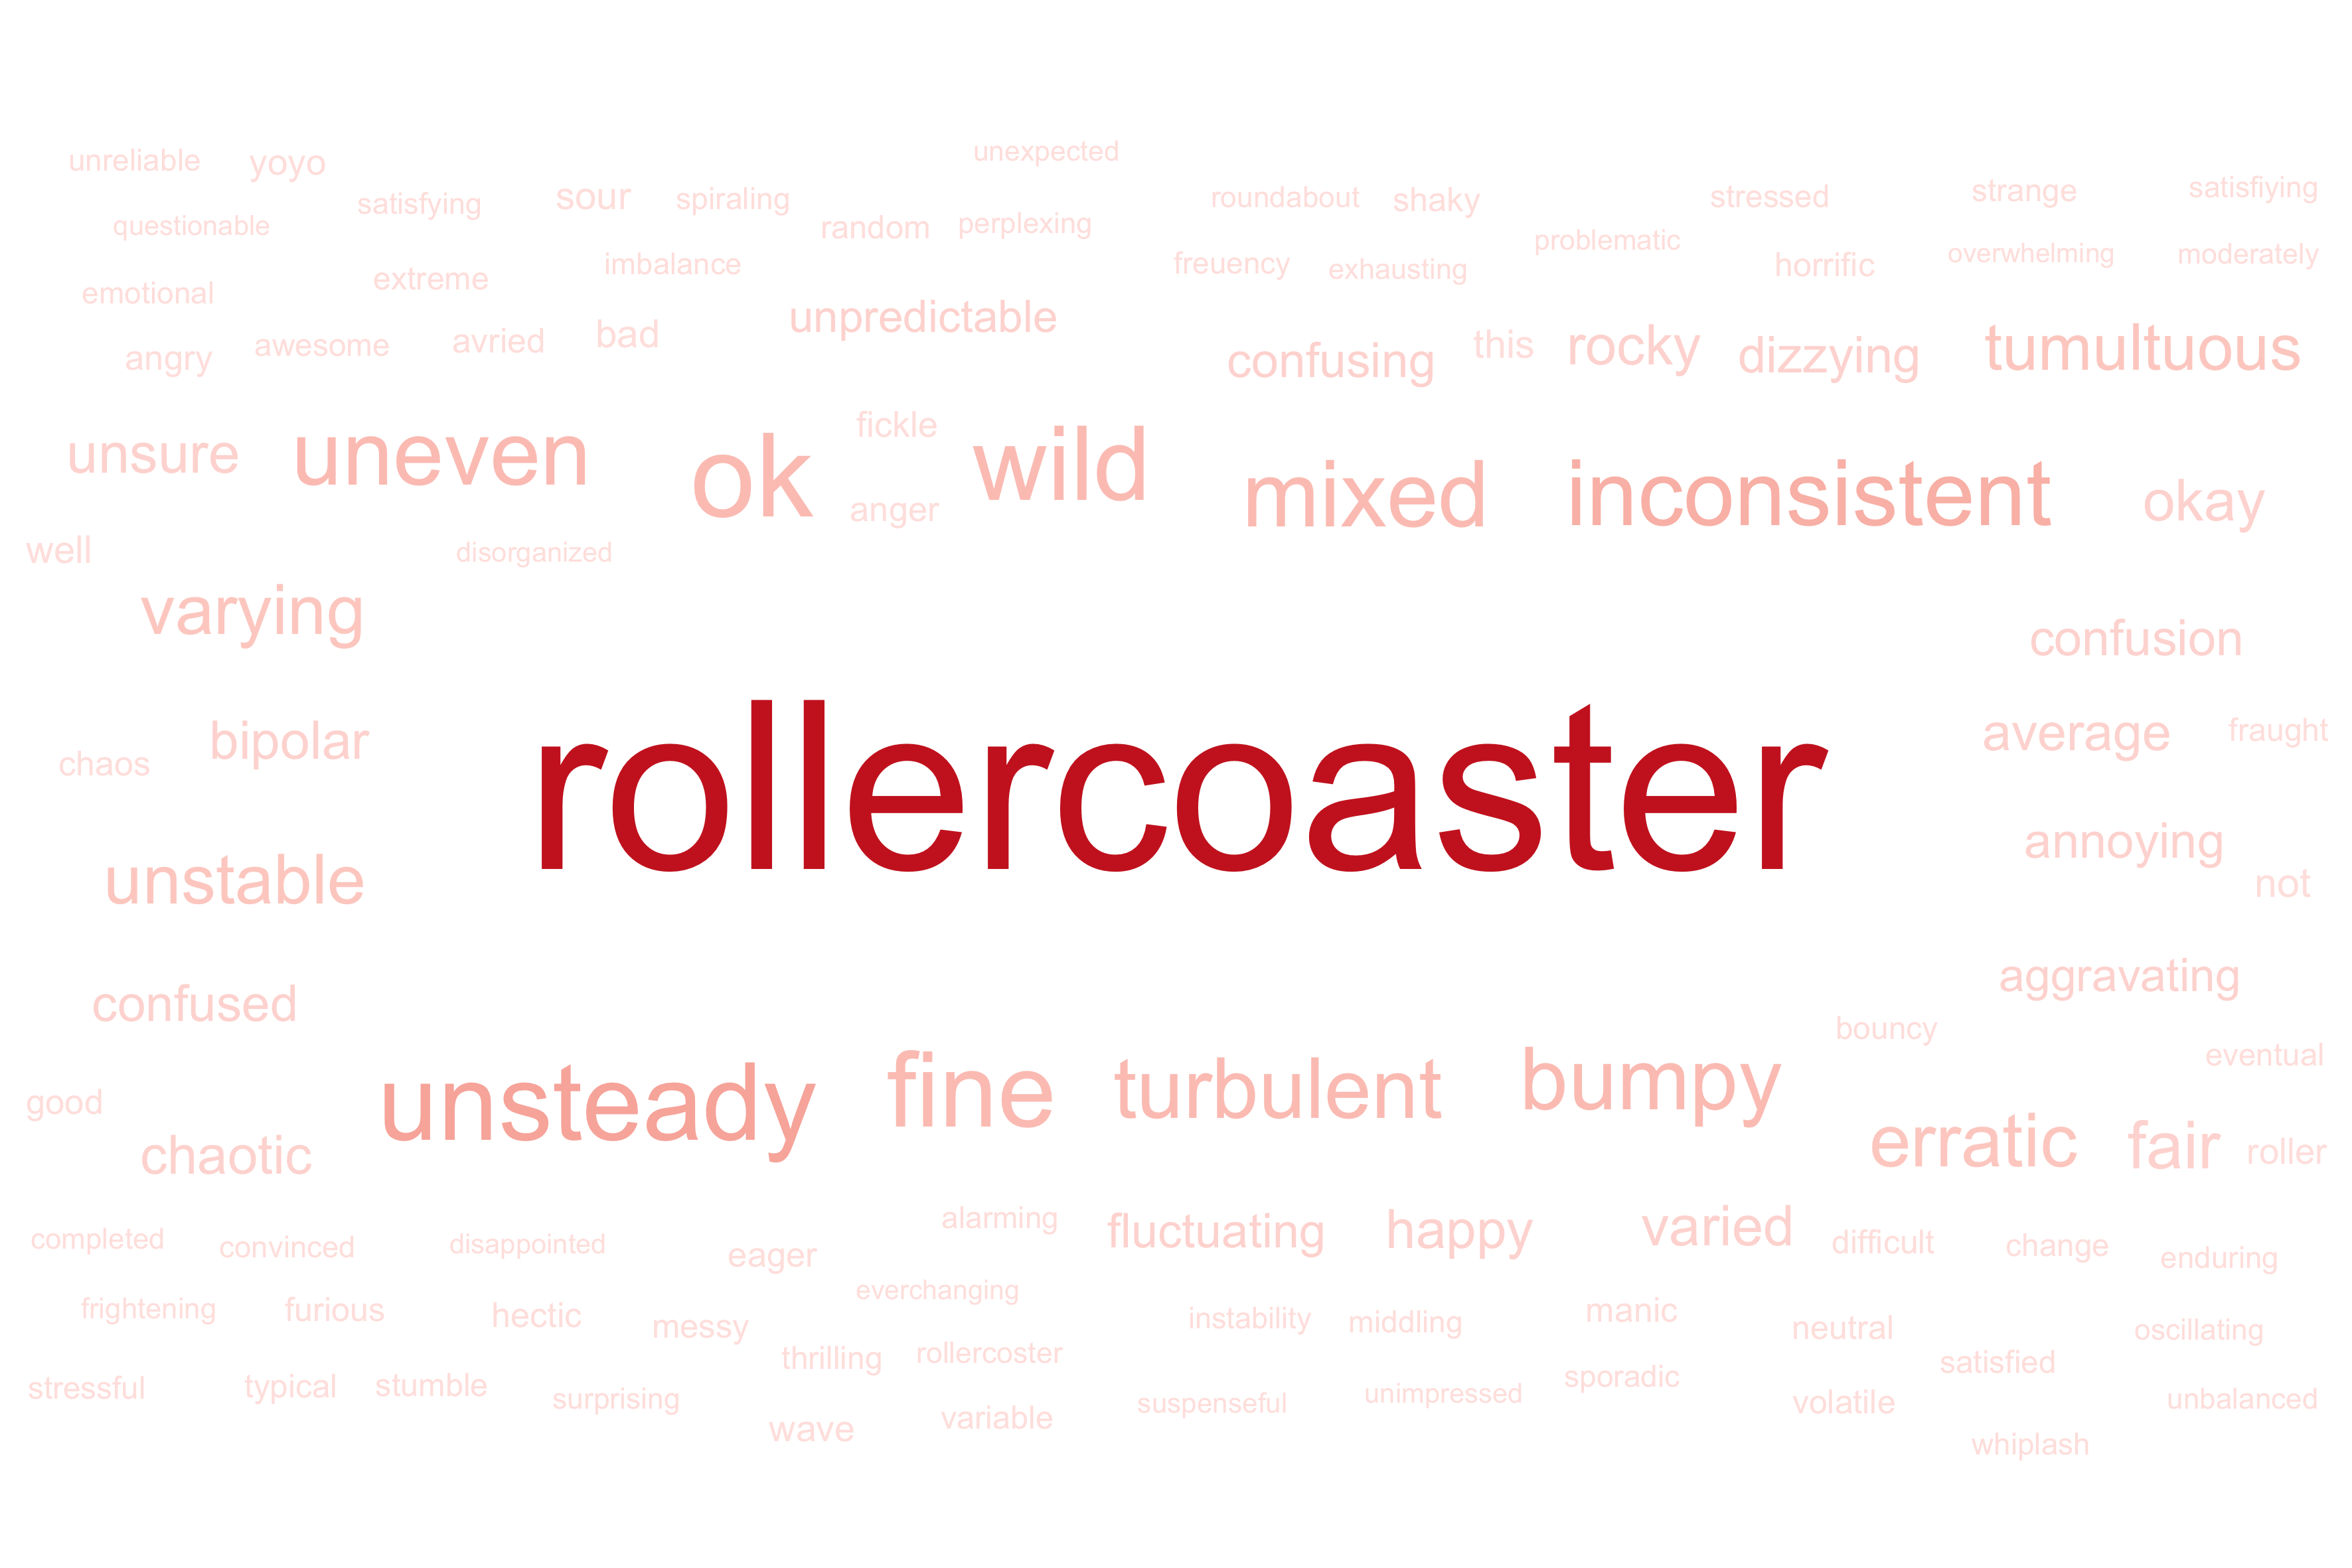 unexpected
unreliable yoyo
satisfying sour spiraling roundabout shaky stressed strange satisfiying
questionable random perplexing
problematic
imbalance freuency exhausting horrific overwhelming moderately
emotional extreme
unpredictable
angry awesome avried bad confusing this rocky dizzying tumultuous
fickle
unsure uneven ok wild mixed inconsistent okay
anger
well disorganized
varying confusion
bipolar average fraught
chaos
rollercoaster
annoying
unstable not
confused aggravating
bouncy
eventual
good unsteady fine turbulent bumpy
chaotic erratic fair roller
alarming
completed convinced disappointed eager fluctuating happy varied difficult change enduring
everchanging
frightening furious hectic messy instability middling manic neutral oscillating
thrilling rollercoster satisfied
stressful typical stumble surprising suspenseful unimpressed sporadic volatile unbalanced
wave variable
whiplash